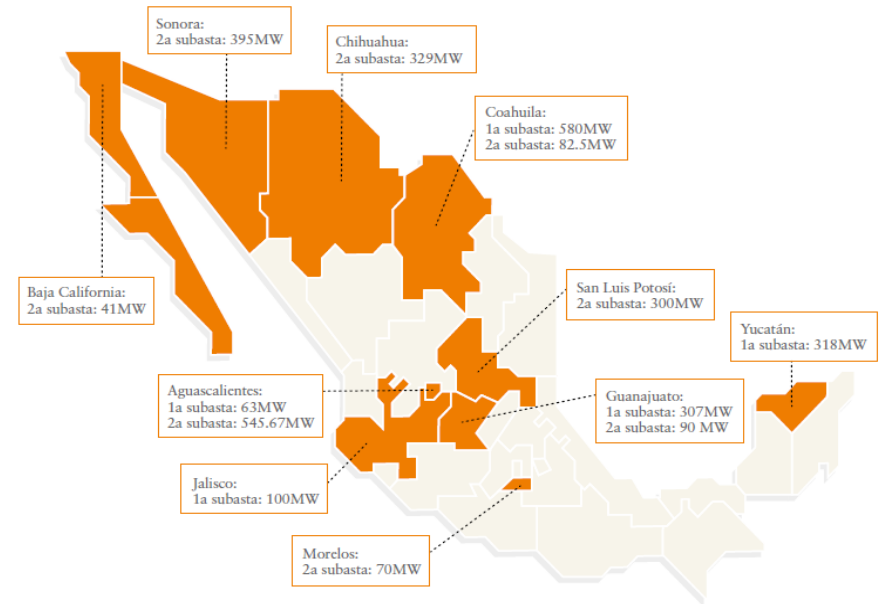 Sonora:
2a subasta: 395MW
Chihuahua:
2a subasta: 329MW
Coahuila:
1a subasta: 580MW
2a subasta: 82.5MW
Baja California:
2a subasta: 41MW
San Luis Potosí:
2a subasta: 300MW
Yucatán:
1a subasta: 318MW
Aguascalientes:
1a subasta: 63MW
2a subasta: 545.67MW
Guanajuato:
1a subasta: 307MW
2a subasta: 90 MW
Jalisco:
1a subasta: 100MW
Morelos:
2a subasta: 70MW